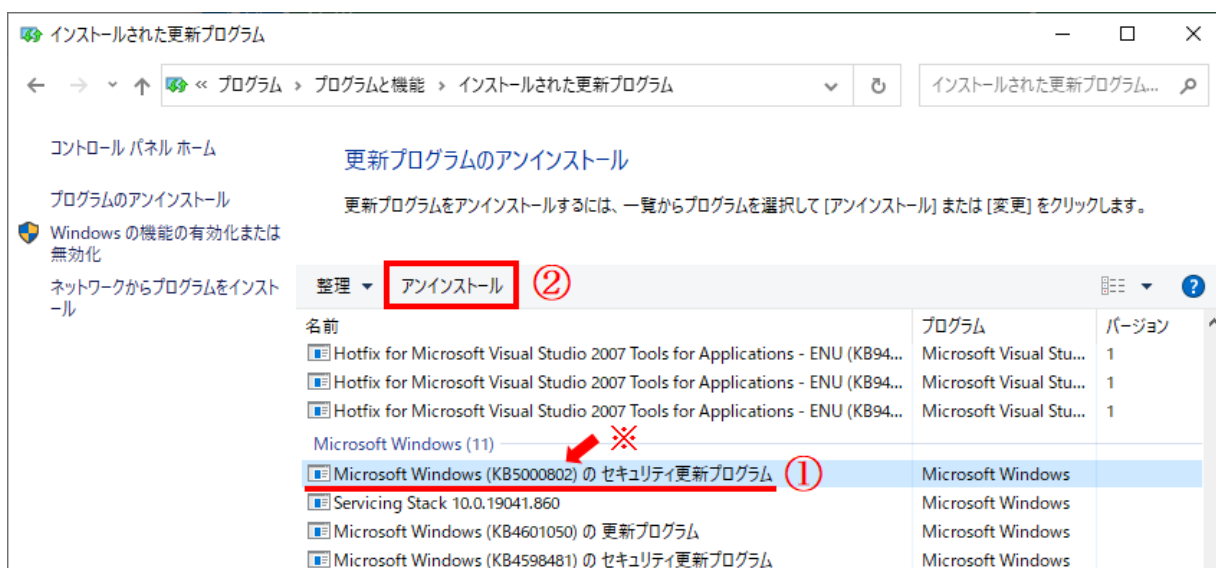 インストールされた更新プログラム
« プログラム › プログラムと機能 › インストールされた更新プログラム
インストールされた更新プログラム...
コントロール パネル ホーム
プログラムのアンインストール
Windows の機能の有効化または
無効化
ネットワークからプログラムをインスト
ール
更新プログラムのアンインストール
更新プログラムをアンインストールするには、一覧からプログラムを選択して [アンインストール] または [変更] をクリックします。
整理 アンインストール ②
名前 プログラム バージョン
Hotfix for Microsoft Visual Studio 2007 Tools for Applications - ENU (KB94... Microsoft Visual Stu... 1
Hotfix for Microsoft Visual Studio 2007 Tools for Applications - ENU (KB94... Microsoft Visual Stu... 1
Hotfix for Microsoft Visual Studio 2007 Tools for Applications - ENU (KB94... Microsoft Visual Stu... 1
Microsoft Windows (11) ※
Microsoft Windows (KB5000802) の セキュリティ更新プログラム ① Microsoft Windows
Servicing Stack 10.0.19041.860 Microsoft Windows
Microsoft Windows (KB4601050) の 更新プログラム Microsoft Windows
Microsoft Windows (KB4598481) の セキュリティ更新プログラム Microsoft Windows